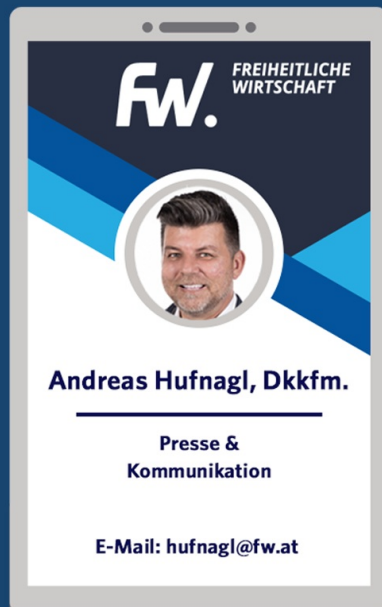 fw.
FREIHEITLICHE
WIRTSCHAFT
Andreas Hufnagl, Dkkfm.
Presse &
Kommunikation
E-Mail: hufnagl@fw.at